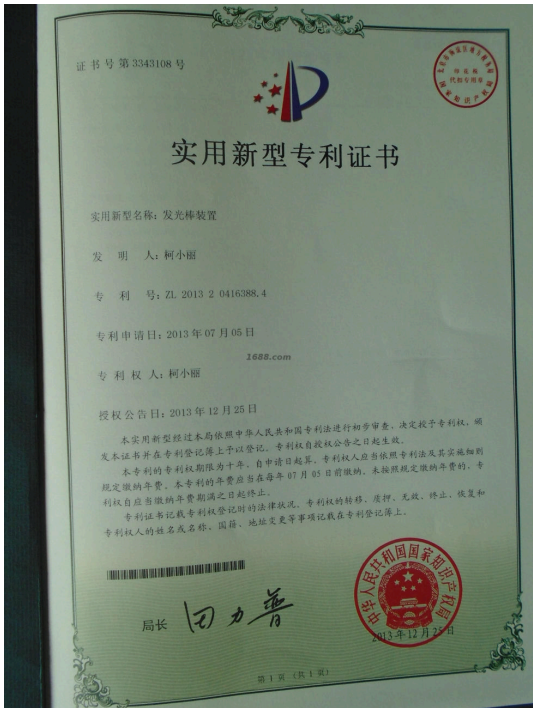 证书号第3343108号
实用新型专利证书
实用新型名称：发光棒装置
发 明 人：柯小丽
专 利 号：ZL 2013 2 0416388.4
专利申请日：2013年07月05日
1688.com
专 利 权 人：柯小丽
授权公告日：2013年12月25日
本实用新型经过本局依照中华人民共和国专利法进行初步审查，决定授予专利权，颁
发本证书并在专利登记簿上予以登记。专利权自授权公告之日起生效。
本专利的专利权期限为十年，自申请日起算。专利权人应当依照专利法及其实施细则
规定缴纳年费。本专利的年费应当在每年07月05日前缴纳。未按照规定缴纳年费的，专
利权自应当缴纳年费期满之日起终止。
专利证书记载专利权登记时的法律状况。专利权的转移、质押、无效、终止、恢复和
专利权人的姓名或名称、国籍、地址变更等事项记载在专利登记簿上。
局长 田力普
中华人民共和国国家知识产权局
2013年12月25日
第1页（共1页）